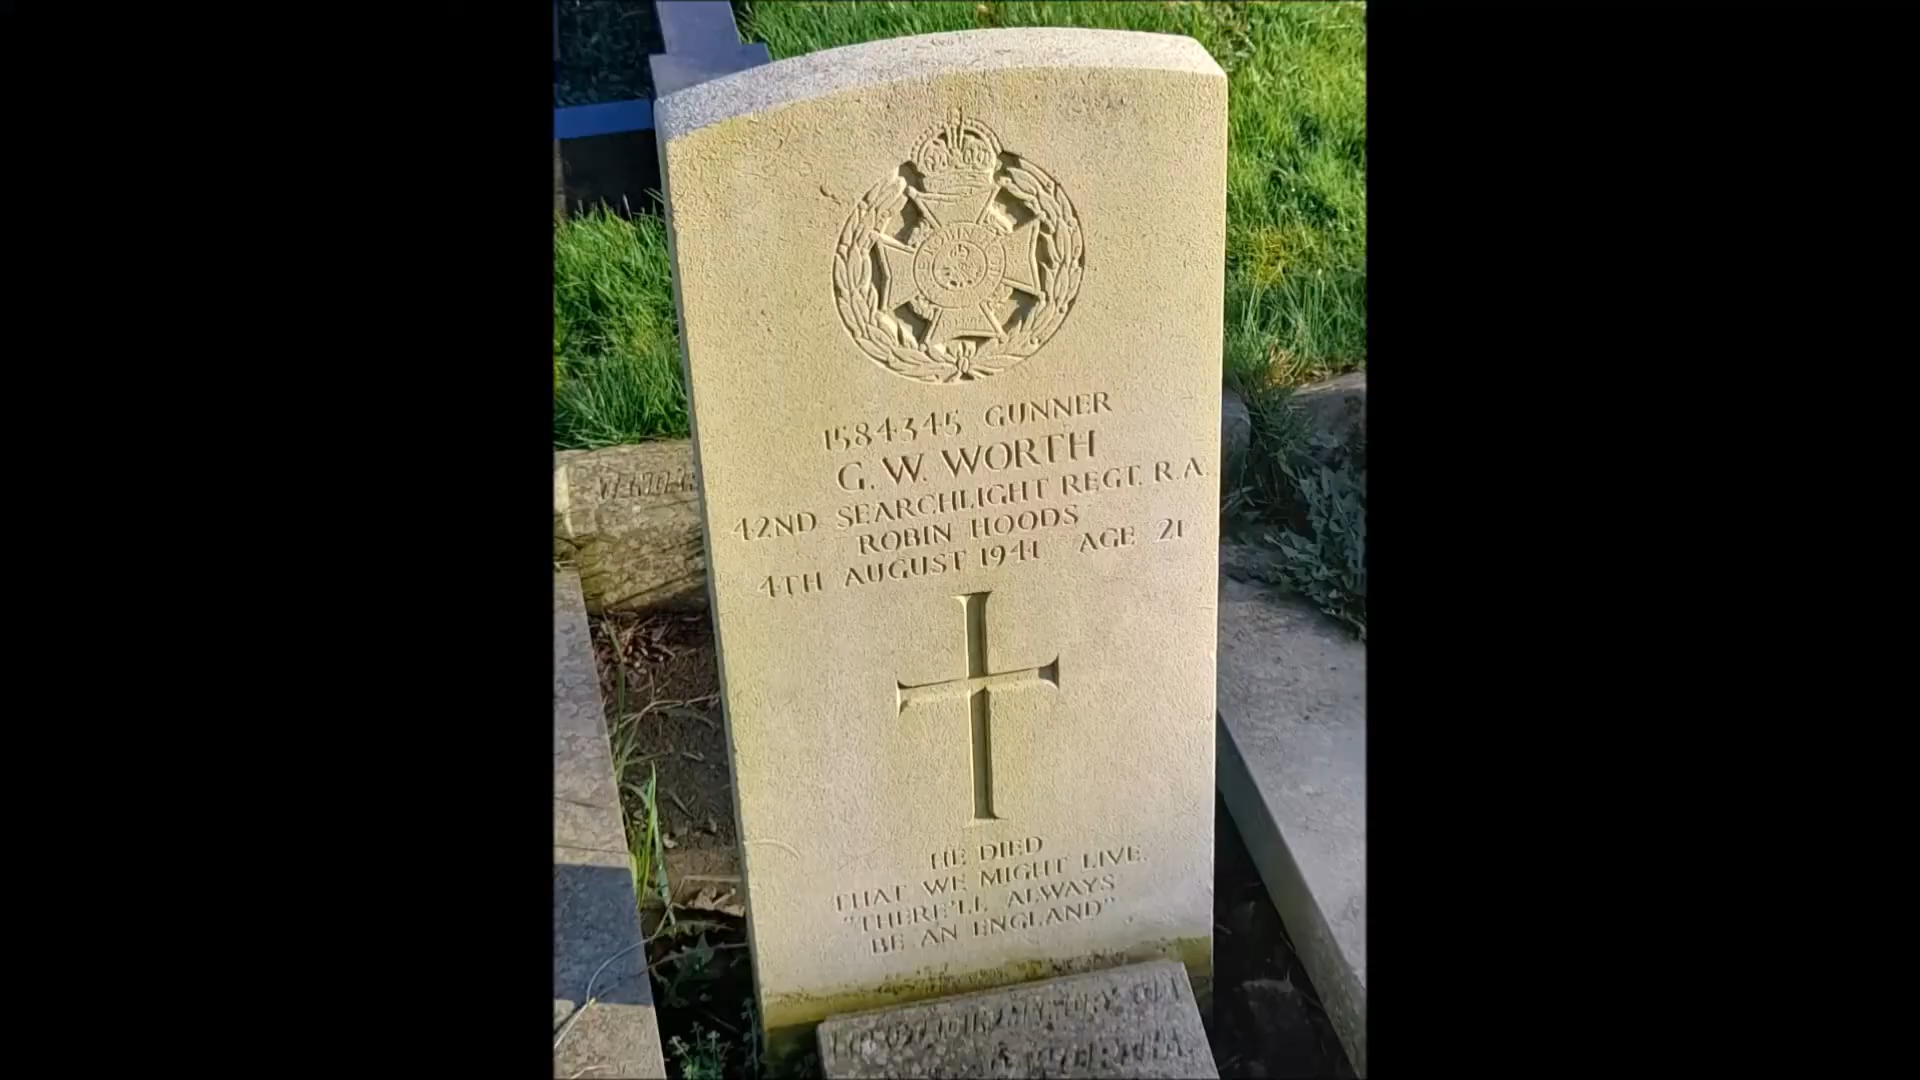 1584345 GUNNER
G. W. WORTH
42ND SEARCHLIGHT REGT. R.A.
ROBIN HOODS
4TH AUGUST 1941 AGE 21
HE DIED
THAT WE MIGHT LIVE.
"THERE'LL ALWAYS
BE AN ENGLAND"